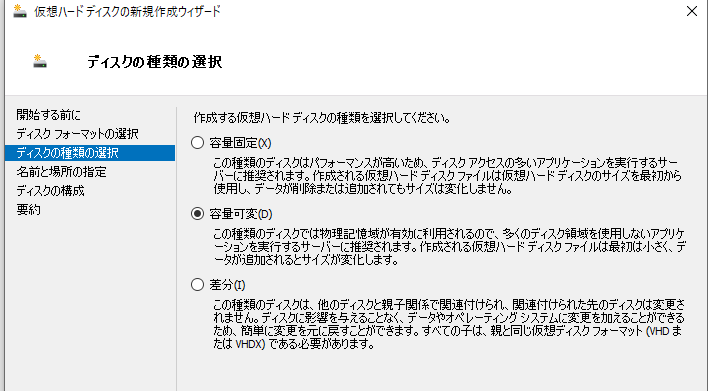 仮想ハード ディスクの新規作成ウィザード
ディスクの種類の選択
開始する前に
ディスク フォーマットの選択
ディスクの種類の選択
名前と場所の指定
ディスクの構成
要約
作成する仮想ハード ディスクの種類を選択してください。
容量固定(X)
この種類のディスクはパフォーマンスが高いため、ディスク アクセスの多いアプリケーションを実行するサー
バーに推奨されます。作成される仮想ハード ディスク ファイルは仮想ハード ディスクのサイズを最初から
使用し、データが削除または追加されてもサイズは変化しません。
容量可変(D)
この種類のディスクでは物理記憶域が有効に利用されるので、多くのディスク領域を使用しないアプリ
ケーションを実行するサーバーに推奨されます。作成される仮想ハード ディスク ファイルは最初は小さく、デ
ータが追加されるとサイズが変化します。
差分(I)
この種類のディスクは、他のディスクと親子関係で関連付けられ、関連付けられた先のディスクは変更さ
れません。ディスクに影響を与えることなく、データやオペレーティング システムに変更を加えることができる
ため、簡単に変更を元に戻すことができます。すべての子は、親と同じ仮想ディスク フォーマット (VHD ま
たは VHDX) である必要があります。